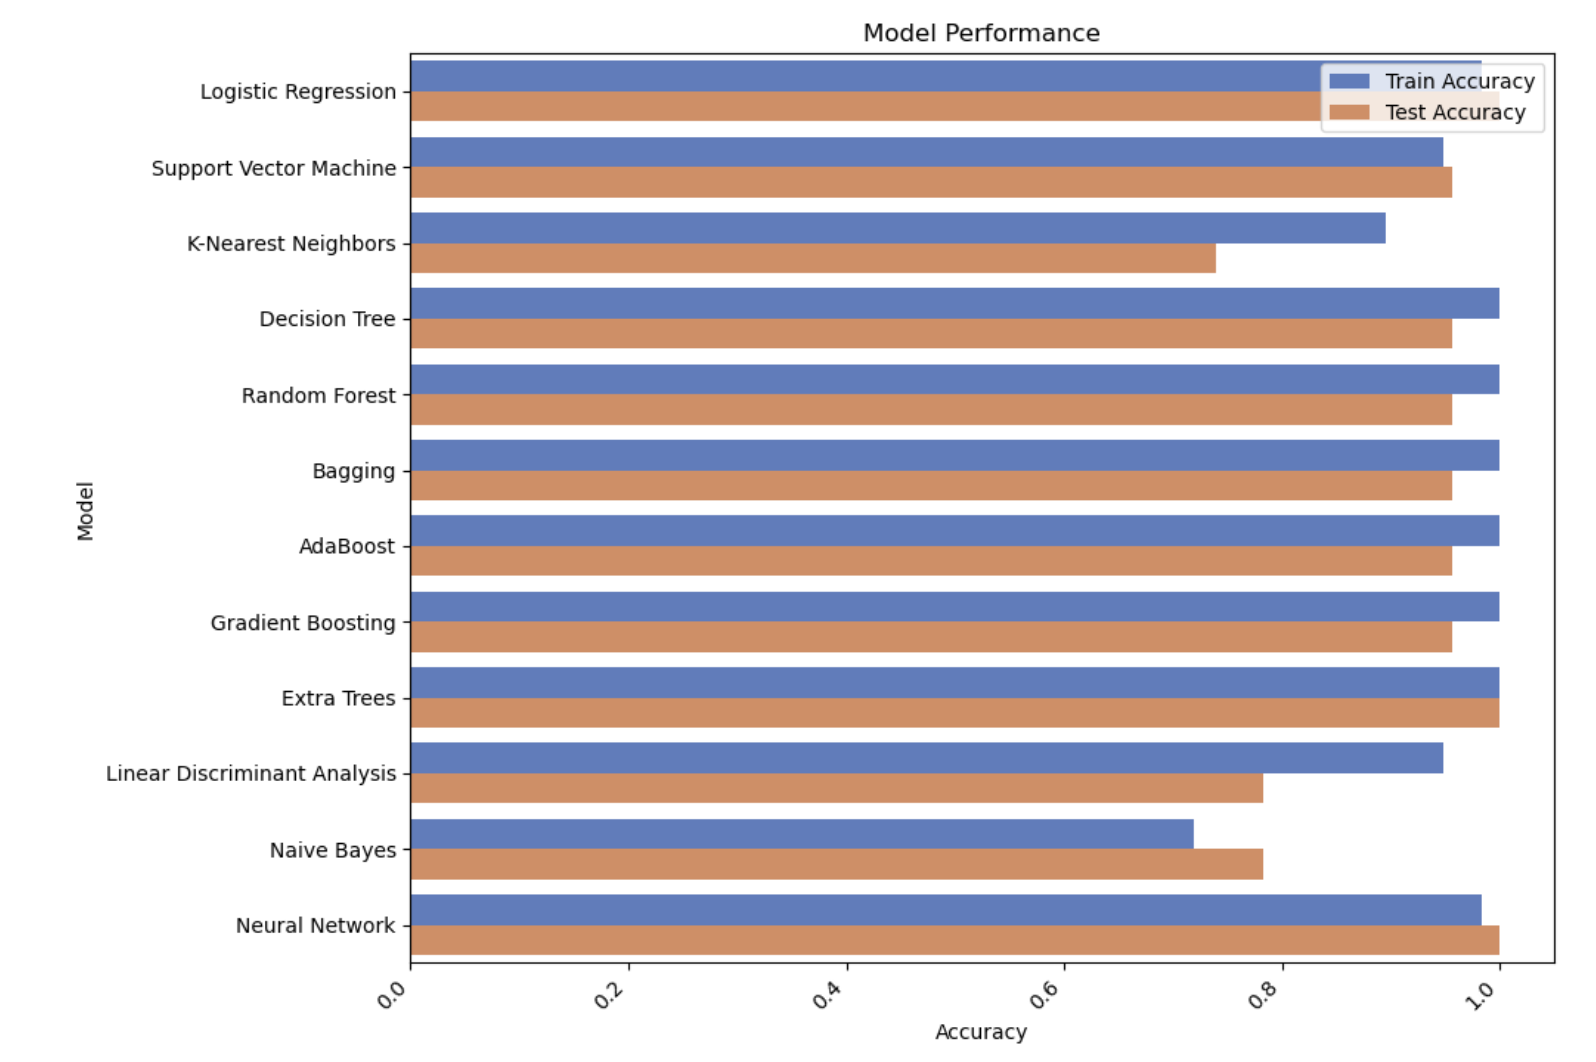 Model Performance
Train Accuracy
Test Accuracy
Logistic Regression
Support Vector Machine
K-Nearest Neighbors
Decision Tree
Random Forest
Bagging
AdaBoost
Gradient Boosting
Extra Trees
Linear Discriminant Analysis
Naive Bayes
Neural Network
Model
0.0 0.2 0.4 0.6 0.8 1.0
Accuracy